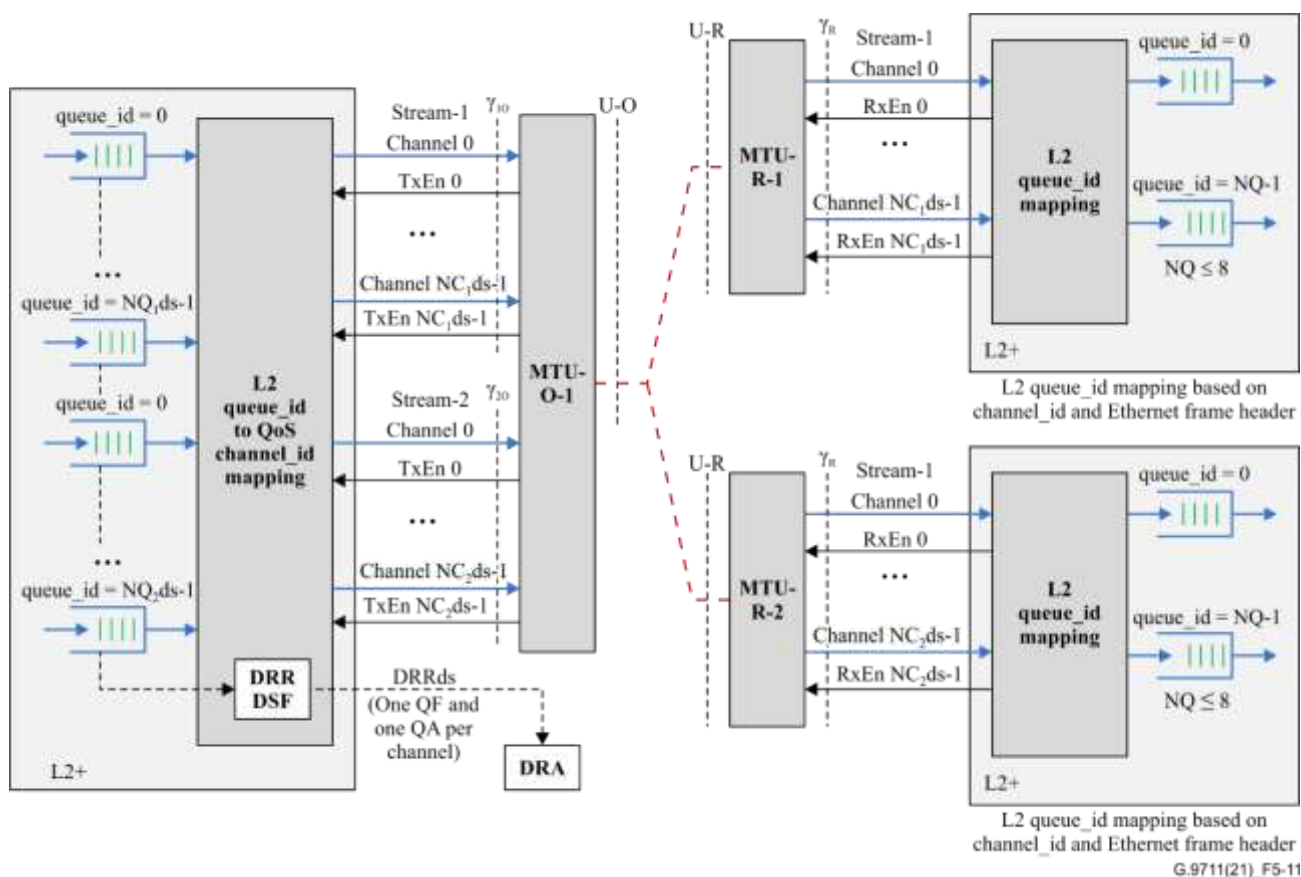 queue_id = 0
...
queue_id = NQ₁ds-1
queue_id = 0
...
queue_id = NQ₂ds-1
L2
queue_id
to QoS
channel_id
mapping
DRR
DSF
L2+
Stream-1
γ₁O
U-O
Channel 0
TxEn 0
...
Channel NC₁ds-1
TxEn NC₁ds-1
Stream-2
γ₂O
Channel 0
TxEn 0
...
Channel NC₂ds-1
TxEn NC₂ds-1
DRRds
(One QF and
one QA per
channel)
DRA
MTU-
O-1
U-R
γR
Stream-1
Channel 0
RxEn 0
...
Channel NC₁ds-1
RxEn NC₁ds-1
MTU-
R-1
L2
queue_id
mapping
queue_id = 0
queue_id = NQ-1
NQ ≤ 8
L2+
L2 queue_id mapping based on
channel_id and Ethernet frame header
U-R
γR
Stream-1
Channel 0
RxEn 0
...
Channel NC₂ds-1
RxEn NC₂ds-1
MTU-
R-2
L2
queue_id
mapping
queue_id = 0
queue_id = NQ-1
NQ ≤ 8
L2+
L2 queue_id mapping based on
channel_id and Ethernet frame header
G.9711(21)_F5-11